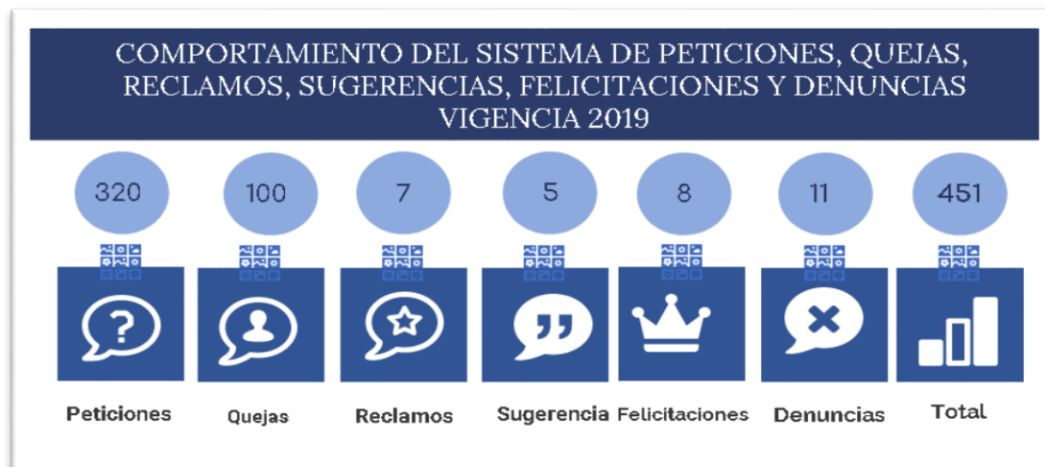 COMPORTAMIENTO DEL SISTEMA DE PETICIONES, QUEJAS,
RECLAMOS, SUGERENCIAS, FELICITACIONES Y DENUNCIAS
VIGENCIA 2019
320 100 7 5 8 11 451
Peticiones Quejas Reclamos Sugerencia Felicitaciones Denuncias Total